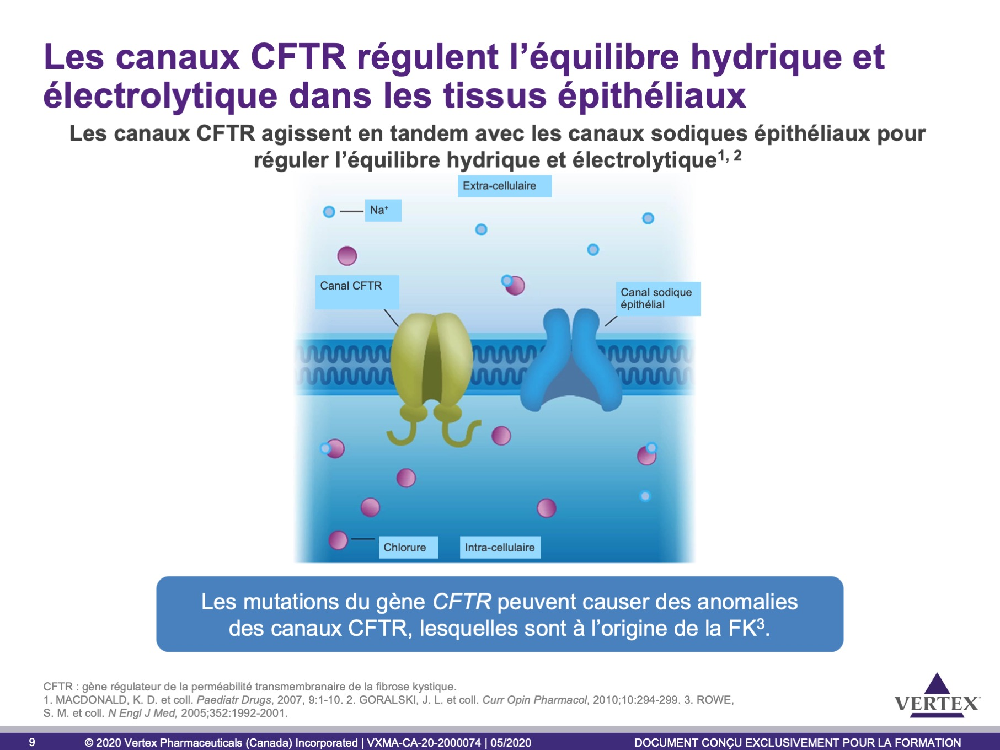 Les canaux CFTR régulent l’équilibre hydrique et
électrolytique dans les tissus épithéliaux
Les canaux CFTR agissent en tandem avec les canaux sodiques épithéliaux pour
réguler l’équilibre hydrique et électrolytique1, 2
Extra-cellulaire
Na+
Canal CFTR
Canal sodique
épithélial
Chlorure
Intra-cellulaire
Les mutations du gène CFTR peuvent causer des anomalies
des canaux CFTR, lesquelles sont à l’origine de la FK3.
CFTR : gène régulateur de la perméabilité transmembranaire de la fibrose kystique.
1. MACDONALD, K. D. et coll. Paediatr Drugs, 2007, 9:1-10. 2. GORALSKI, J. L. et coll. Curr Opin Pharmacol, 2010;10:294-299. 3. ROWE,
S. M. et coll. N Engl J Med, 2005;352:1992-2001.
VERTEX
9
© 2020 Vertex Pharmaceuticals (Canada) Incorporated | VXMA-CA-20-2000074 | 05/2020
DOCUMENT CONÇU EXCLUSIVEMENT POUR LA FORMATION